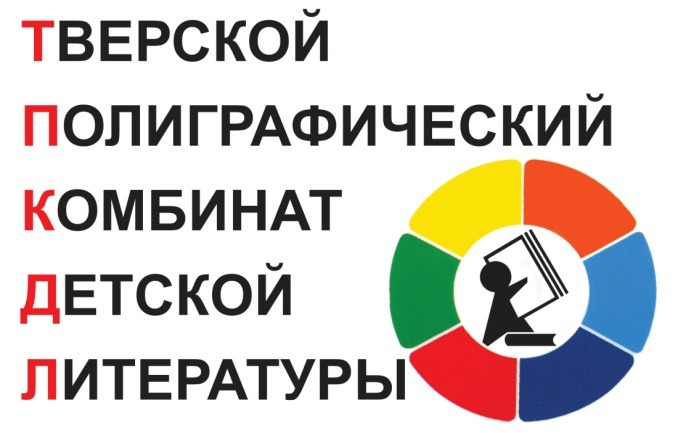 ТВЕРСКОЙ
ПОЛИГРАФИЧЕСКИЙ
КОМБИНАТ
ДЕТСКОЙ
ЛИТЕРАТУРЫ